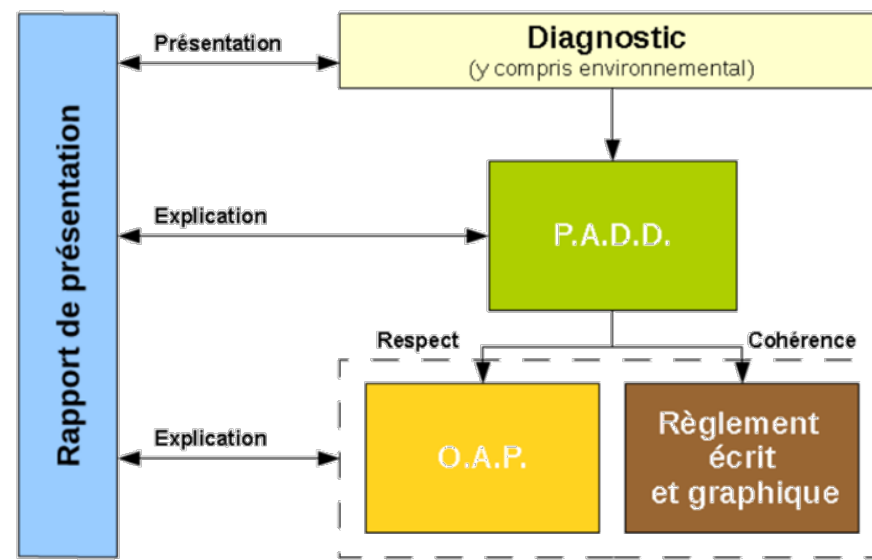 Rapport de présentation
Présentation
Diagnostic
(y compris environnemental)
Explication
P.A.D.D.
Respect
Cohérence
Explication
O.A.P.
Règlement
écrit
et graphique